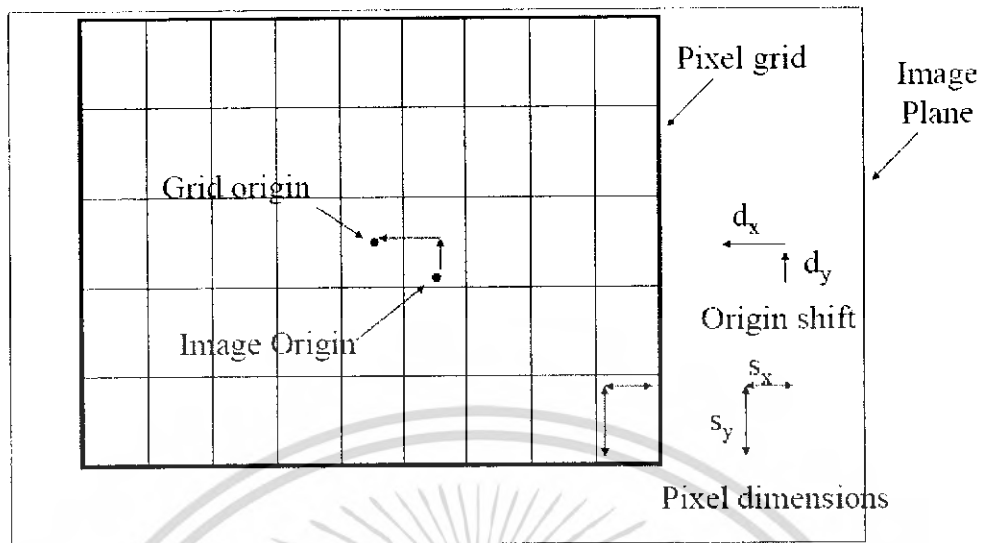 Pixel grid
Image
Plane
Grid origin
d_x
d_y
Image Origin
Origin shift
s_x
s_y
Pixel dimensions